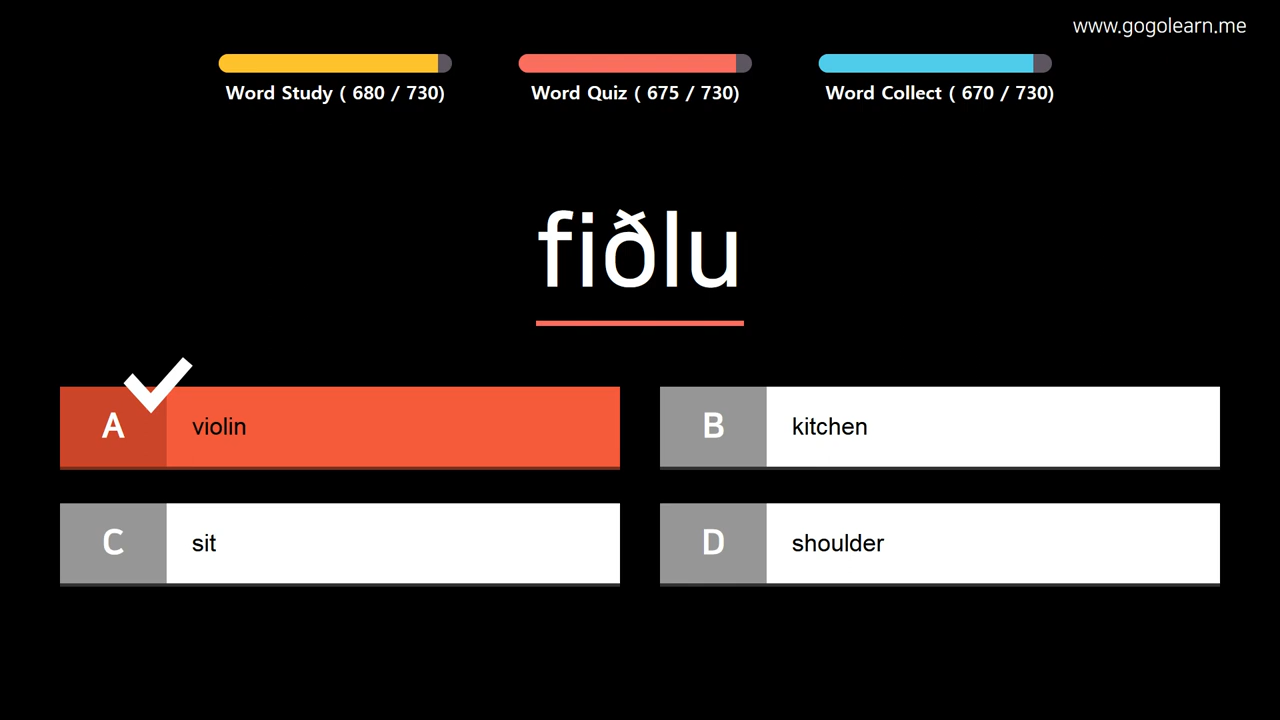 www.gogolearn.me
Word Study ( 680 / 730)
Word Quiz ( 675 / 730)
Word Collect ( 670 / 730)
fiðlu
A violin
B kitchen
C sit
D shoulder